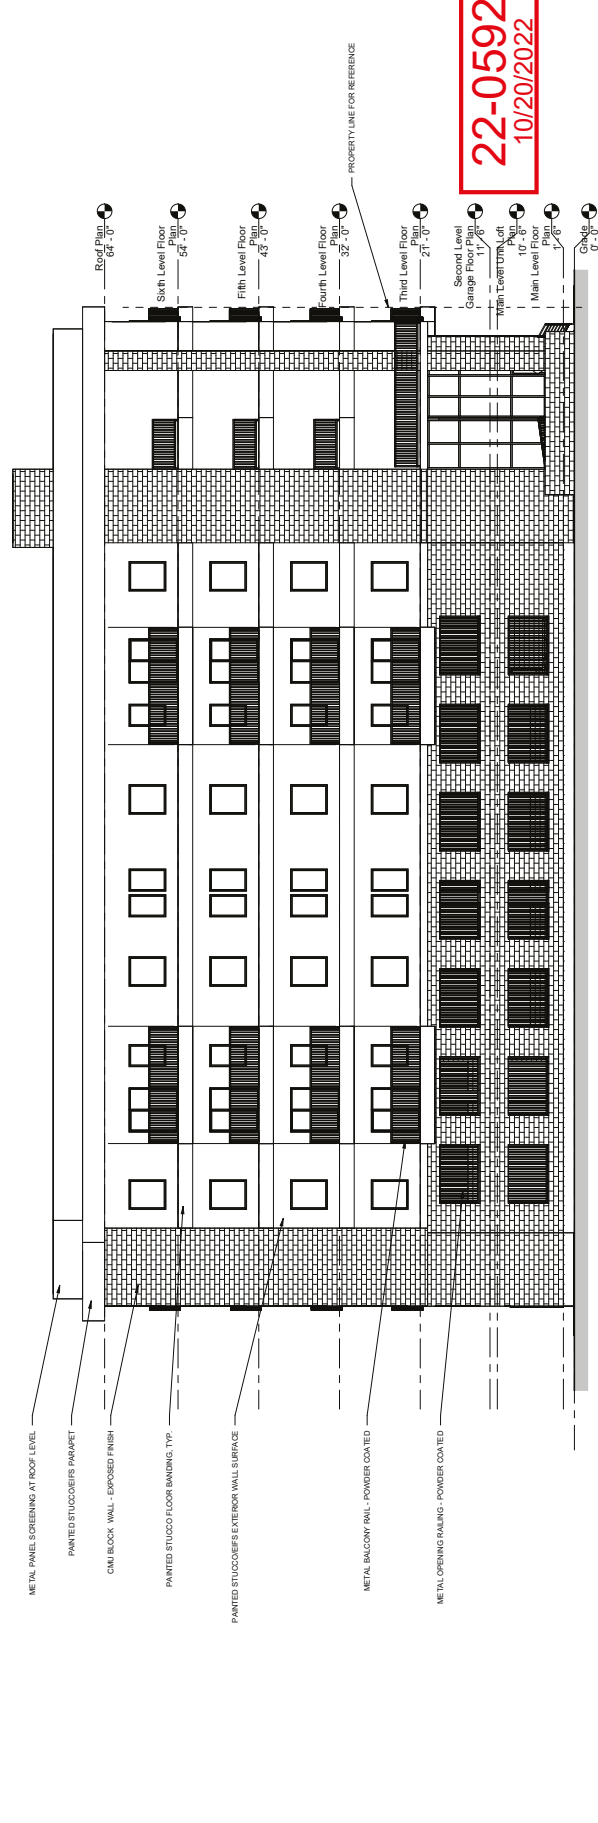 METAL PANEL SCREENING AT ROOF LEVEL
PAINTED STUCCO/EIFS PARAPET
CMU BLOCK WALL - EXPOSED FINISH
PAINTED STUCCO FLOOR BANDING, TYP.
PAINTED STUCCO/EIFS EXTERIOR WALL SURFACE
METAL BALCONY RAIL - POWDER COATED
METAL OPENING RAILING - POWDER COATED
Roof Plan
64' - 0"
Sixth Level Floor
Plan
54' - 0"
Fifth Level Floor
Plan
43' - 0"
Fourth Level Floor
Plan
32' - 0"
Third Level Floor
Plan
21' - 0"
Second Level
Garage Floor Plan
11' - 6"
Main Level Unit Loft
Plan
10' - 6"
Main Level Floor
Plan
1' - 6"
Grade
0' - 0"
PROPERTY LINE FOR REFERENCE
22-0592
10/20/2022